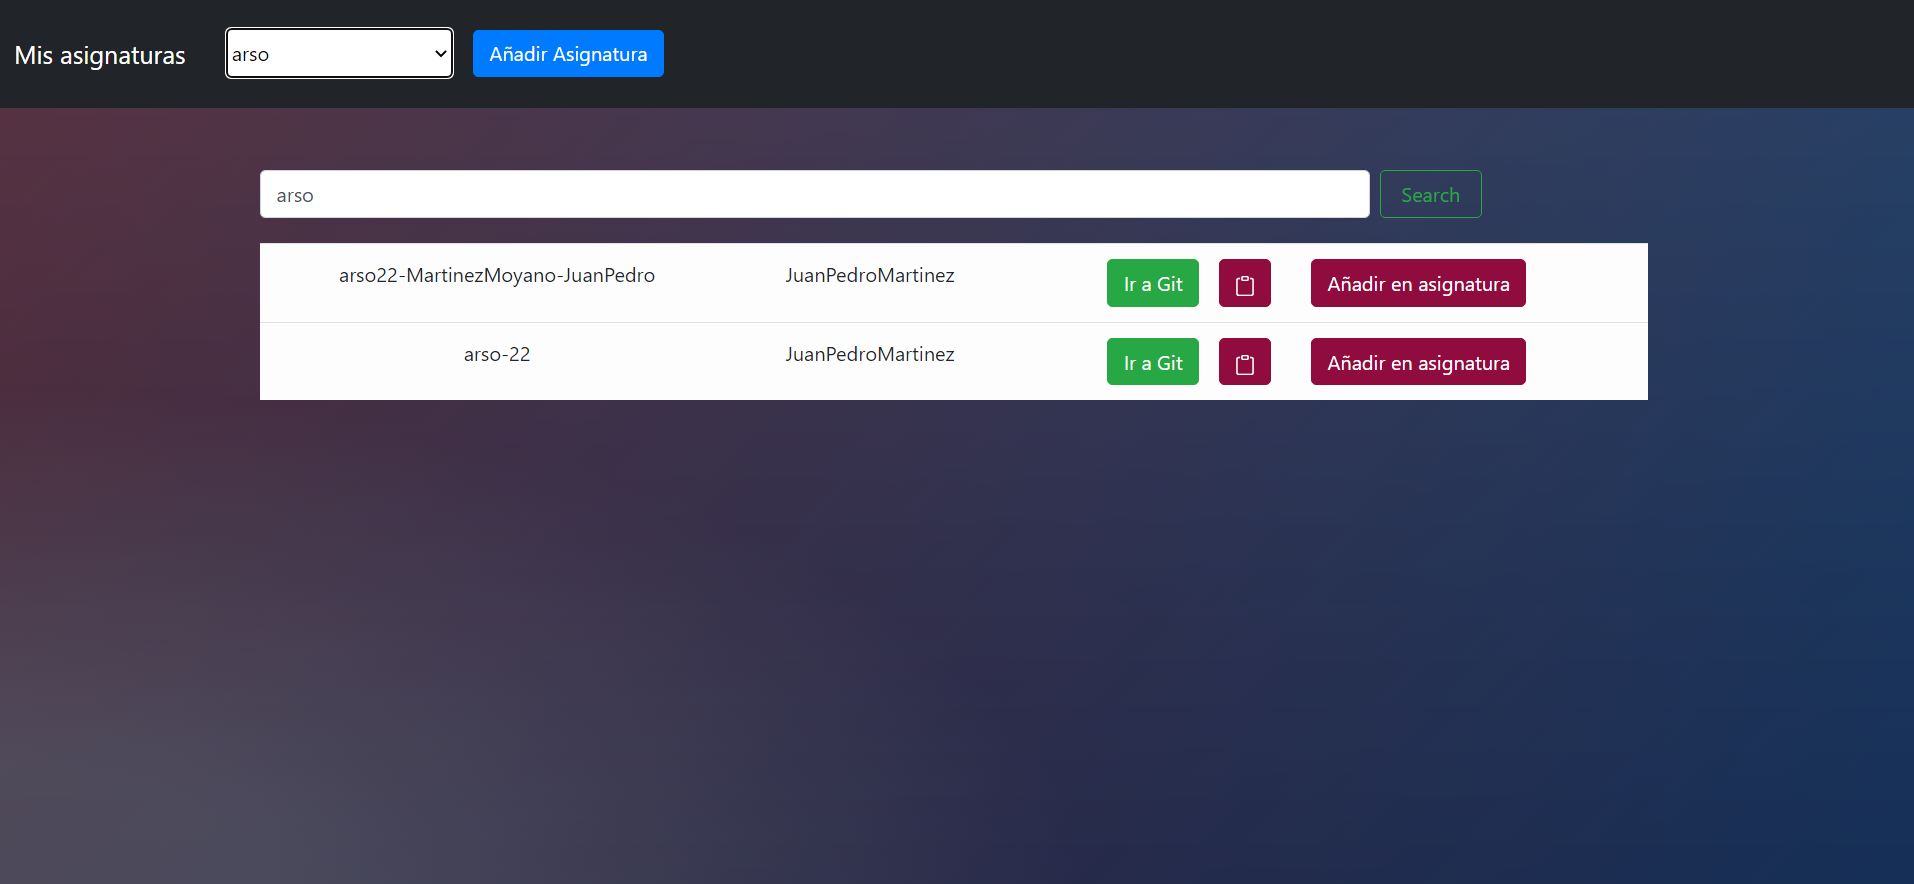 Mis asignaturas arso Añadir Asignatura
arso Search
arso22-MartinezMoyano-JuanPedro JuanPedroMartinez Ir a Git Añadir en asignatura
arso-22 JuanPedroMartinez Ir a Git Añadir en asignatura